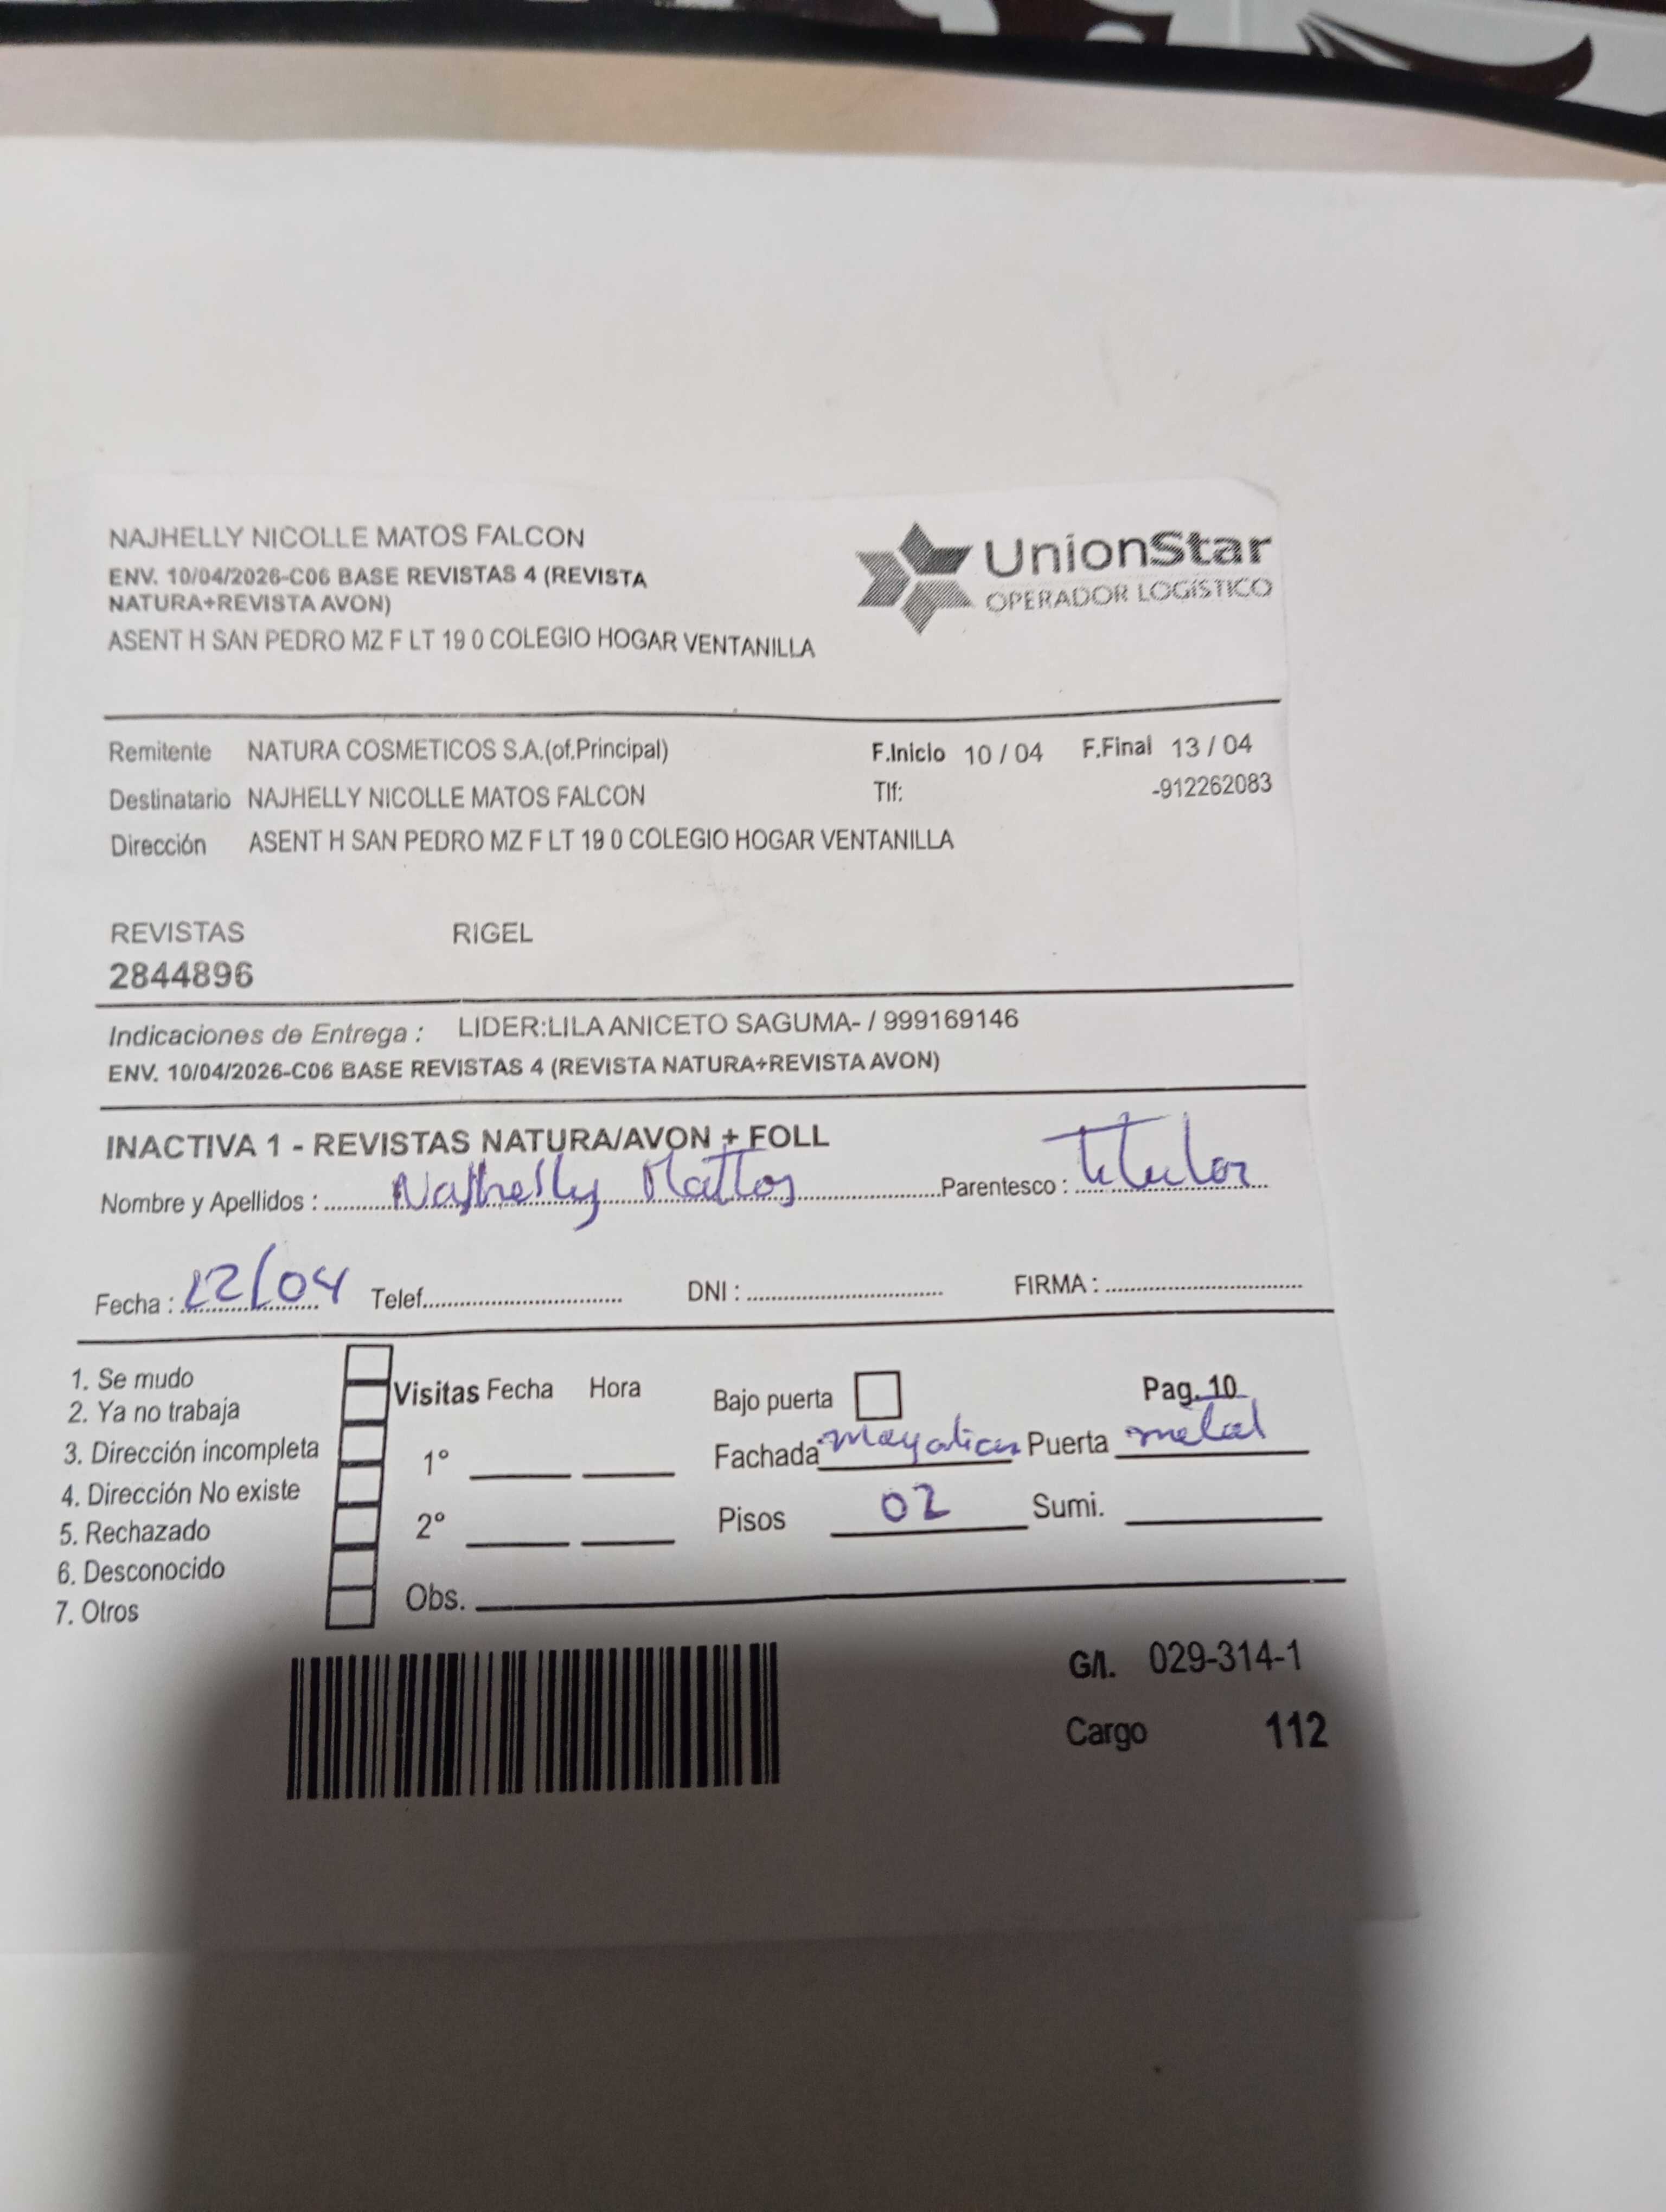 NAJHELLY NICOLLE MATOS FALCON
ENV. 10/04/2026-C06 BASE REVISTAS 4 (REVISTA
NATURA+REVISTA AVON)
ASENT H SAN PEDRO MZ F LT 19 0 COLEGIO HOGAR VENTANILLA
UnionStar
OPERADOR LOGÍSTICO
Remitente NATURA COSMETICOS S.A.(of.Principal) F.Inicio 10 / 04 F.Final 13 / 04
Destinatario NAJHELLY NICOLLE MATOS FALCON Tlf: -912262083
Dirección ASENT H SAN PEDRO MZ F LT 19 0 COLEGIO HOGAR VENTANILLA
REVISTAS RIGEL
2844896
Indicaciones de Entrega : LIDER:LILA ANICETO SAGUMA- / 999169146
ENV. 10/04/2026-C06 BASE REVISTAS 4 (REVISTA NATURA+REVISTA AVON)
INACTIVA 1 - REVISTAS NATURA/AVON + FOLL
Nombre y Apellidos : Najhelly Mattos Parentesco : titular
Fecha : 22/04 Telef. DNI : FIRMA :
1. Se mudo
2. Ya no trabaja
3. Dirección incompleta
4. Dirección No existe
5. Rechazado
6. Desconocido
7. Otros
Visitas Fecha Hora
1°
2°
Obs.
Bajo puerta Pag. 10
Fachada Puerta metal
Pisos 02 Sumi.
G/I. 029-314-1
Cargo 112